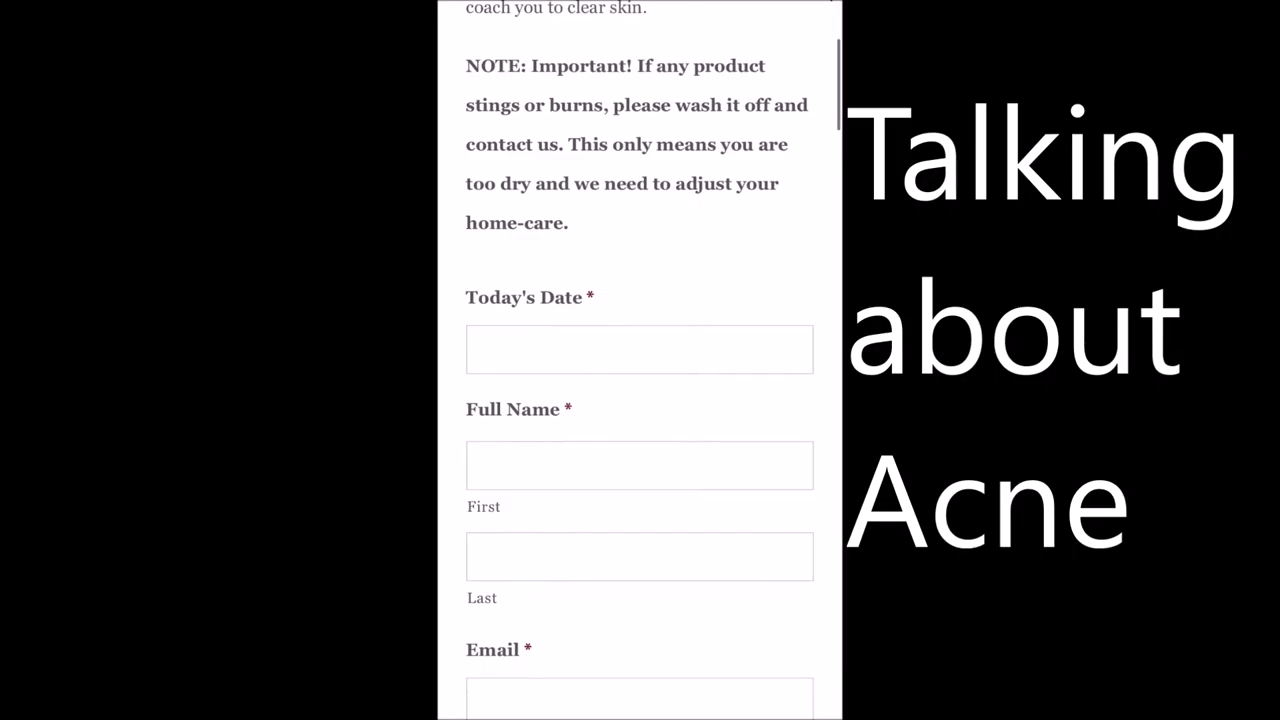 coach you to clear skin.
NOTE: Important! If any product
stings or burns, please wash it off and
contact us. This only means you are
too dry and we need to adjust your
home-care.
Today's Date *
Full Name *
First
Last
Email *
Talking
about
Acne